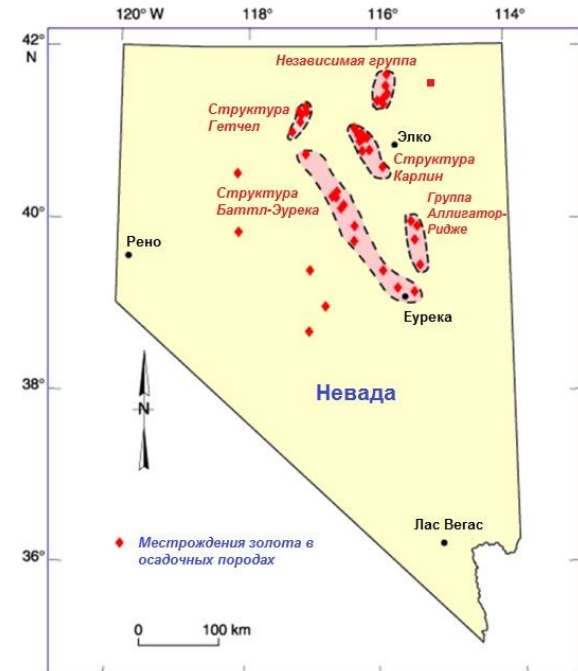 120°W 118° 116° 114°
42°
N
Независимая группа
Структура
Гетчел
Элко
Структура
Карлин
Структура
Баттл-Эурека
Группа
Аллигатор-
Ридже
40°
Рено
Еурека
38°
N
Невада
Лас Вегас
Местрождения золота в
осадочных породах
36°
0 100 km